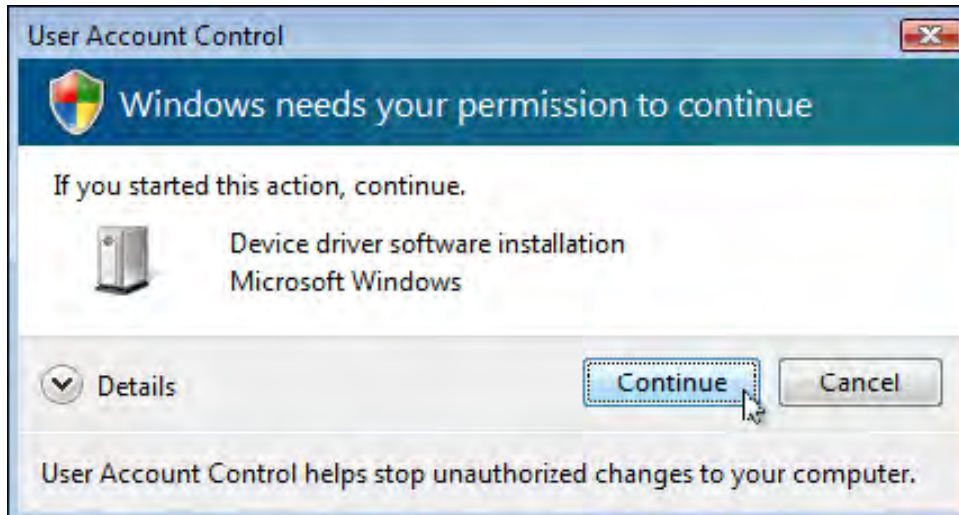 User Account Control
Windows needs your permission to continue
If you started this action, continue.
Device driver software installation
Microsoft Windows
Details
Continue
Cancel
User Account Control helps stop unauthorized changes to your computer.